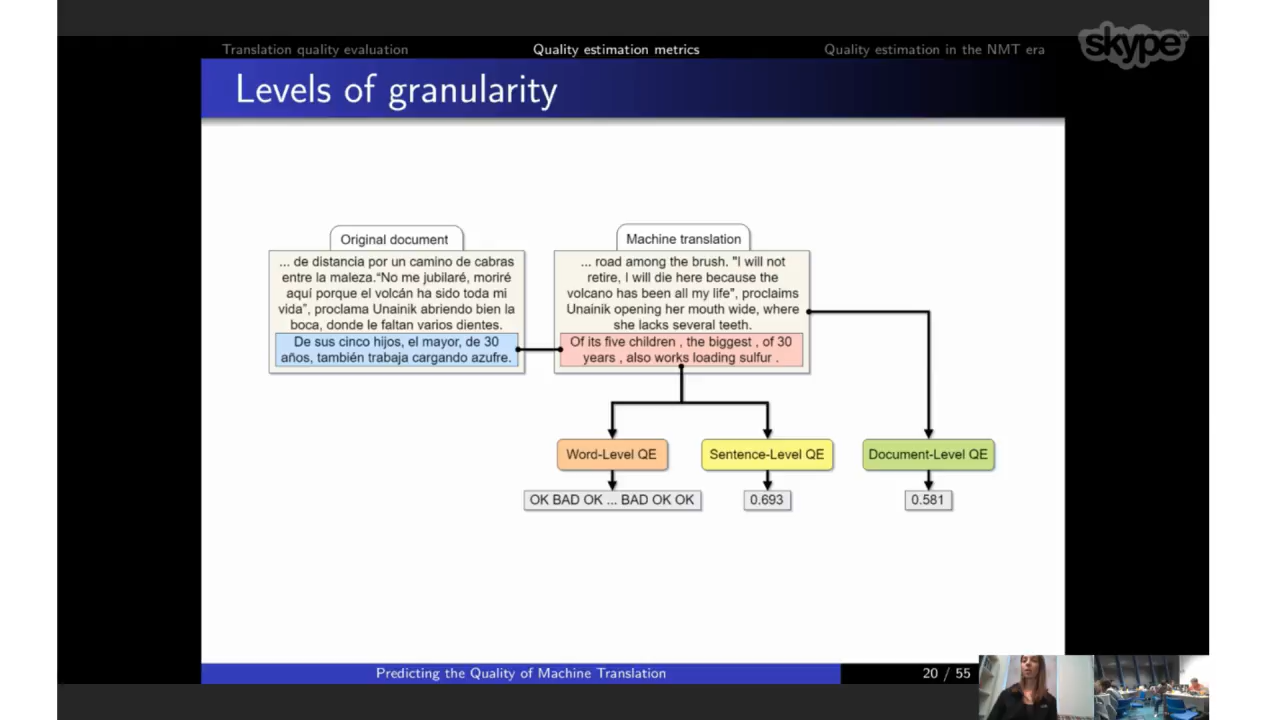 Translation quality evaluation
Quality estimation metrics
Quality estimation in the NMT era
skype
Levels of granularity
Original document
... de distancia por un camino de cabras
entre la maleza.“No me jubilaré, moriré
aquí porque el volcán ha sido toda mi
vida”, proclama Unainik abriendo bien la
boca, donde le faltan varios dientes.
De sus cinco hijos, el mayor, de 30
años, también trabaja cargando azufre.
Machine translation
... road among the brush. "I will not
retire, I will die here because the
volcano has been all my life", proclaims
Unainik opening her mouth wide, where
she lacks several teeth.
Of its five children , the biggest , of 30
years , also works loading sulfur .
Word-Level QE
Sentence-Level QE
Document-Level QE
OK BAD OK ... BAD OK OK
0.693
0.581
Predicting the Quality of Machine Translation
20 / 55